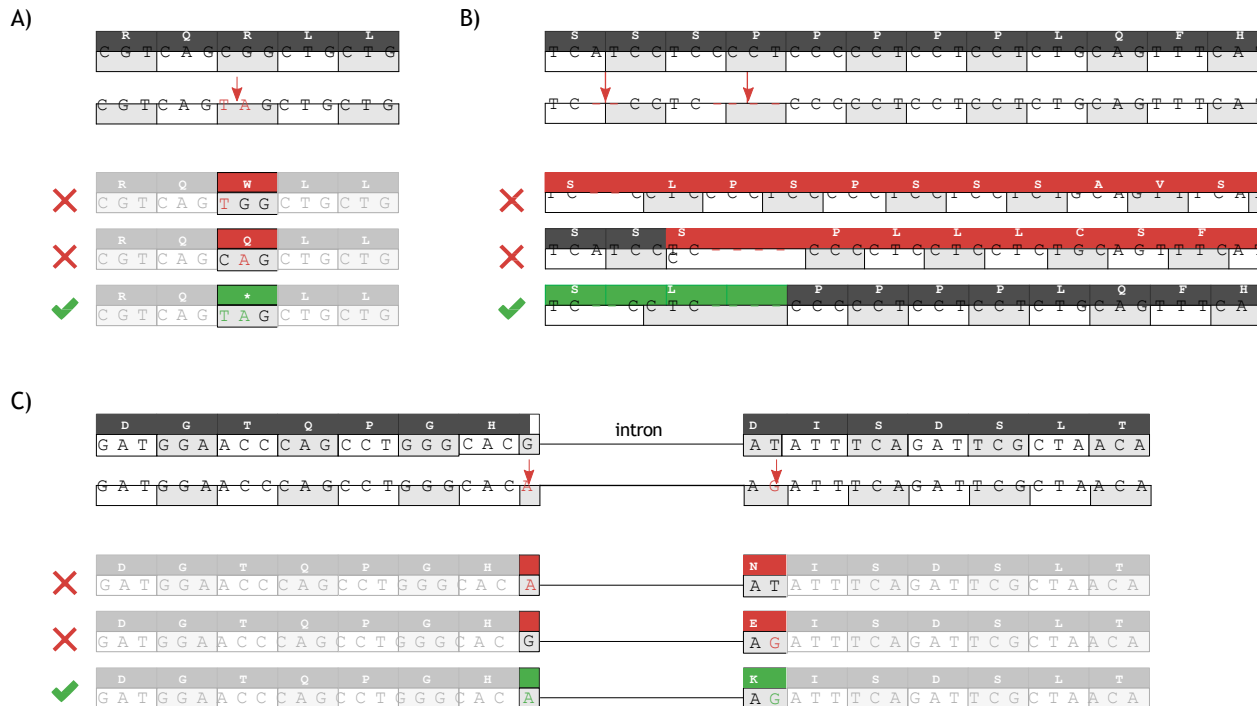 A)
R Q R L L
C G T C A G C G G C T G C T G
C G T C A G T A G C T G C T G
R Q W L L
C G T C A G T G G C T G C T G
R Q Q L L
C G T C A G C A G C T G C T G
R Q * L L
C G T C A G T A G C T G C T G
B)
S S S P P P P L Q F H
T C A T C C T C C C C T C C C C C T C C T C C T C T G C A G T T T C A
T C – – C C T C – – – – C C C C C T C C T C C T C T G C A G T T T C A T
S L P S P S S S A V S
T C – – C C T C C C C T C C C C C T C C T C C T C T G C A G T T T C A
S S S P L L L C S F
T C A T C C T C – – – – C C C C C T C C T C C T C T G C A G T T T C A
C
S L P P P L Q F H
T C C C T C C C C C C T C C T C C T C T G C A G T T T C A
C)
D G T Q P G H intron D I S D S L T
G A T G G A A C C C A G C C T G G G C A C G A T A T T T C A G A T T C G C T A A C A
G A T G G A A C C C A G C C T G G G C A C A A G A T T T C A G A T T C G C T A A C A
D G T Q P G H N I S D S L T
G A T G G A A C C C A G C C T G G G C A C A A T A T T T C A G A T T C G C T A A C A
D G T Q P G H E I S D S L T
G A T G G A A C C C A G C C T G G G C A C G A G A T T T C A G A T T C G C T A A C A
D G T Q P G H K I S D S L T
G A T G G A A C C C A G C C T G G G C A C A A G A T T T C A G A T T C G C T A A C A